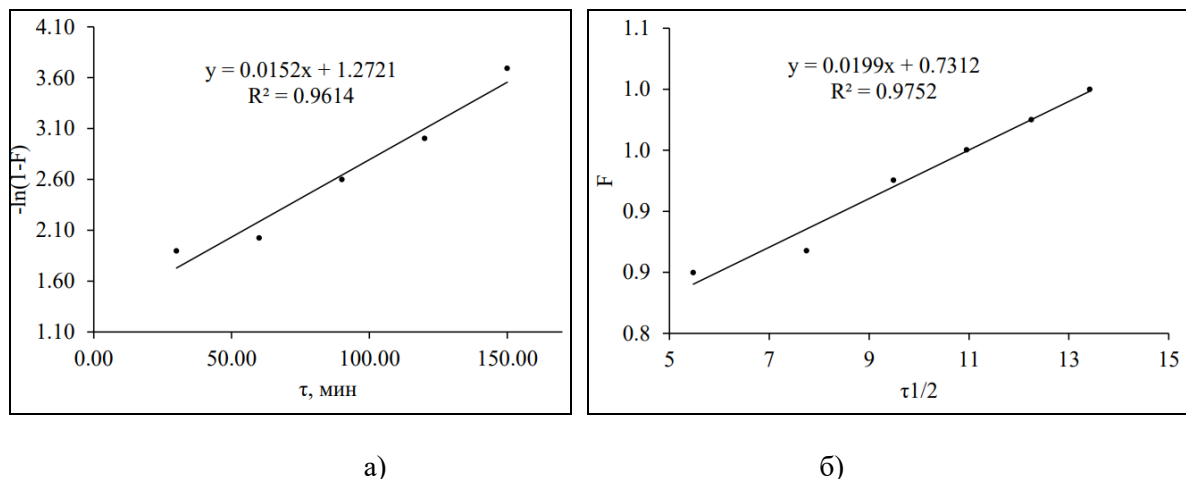 4.10
3.60
3.10
2.60
2.10
1.60
1.10
-ln(1-F)
y = 0.0152x + 1.2721
R² = 0.9614
0.00
50.00
100.00
150.00
τ, мин
а)
1.1
1.0
1.0
0.9
0.9
0.8
F
y = 0.0199x + 0.7312
R² = 0.9752
5
7
9
11
13
15
τ1/2
б)